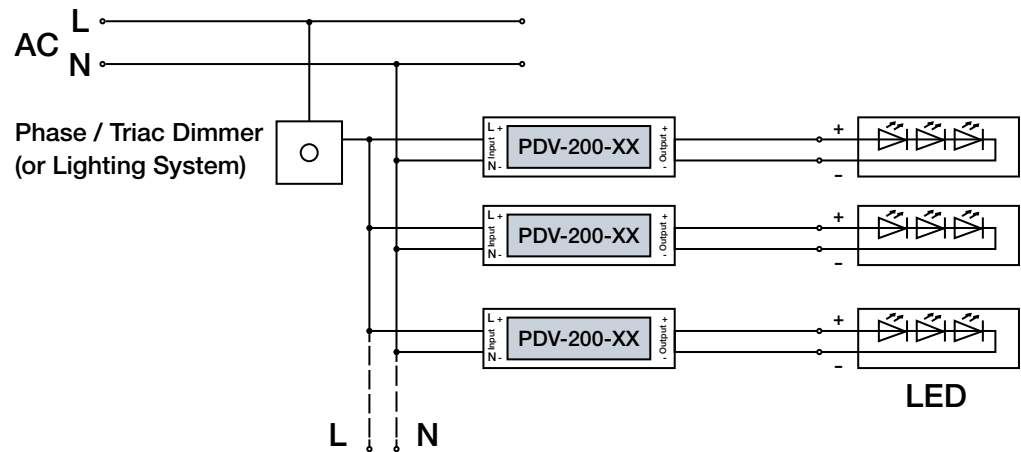 L
AC
N
Phase / Triac Dimmer
(or Lighting System)
L +
Input
N -
PDV-200-XX
Output
+
-
+
–
L +
Input
N -
PDV-200-XX
Output
+
-
+
–
L +
Input
N -
PDV-200-XX
Output
+
-
+
–
LED
L N